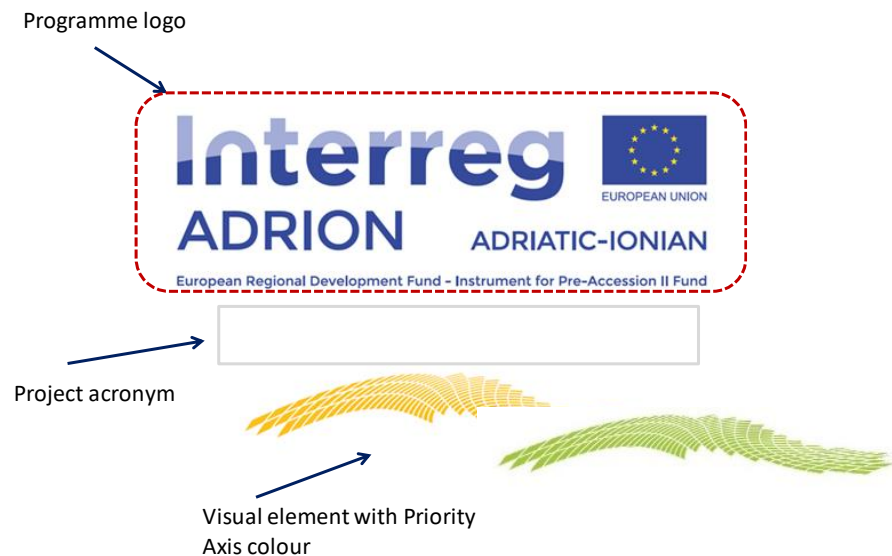 Programme logo
Interreg
EUROPEAN UNION
ADRION ADRIATIC-IONIAN
European Regional Development Fund - Instrument for Pre-Accession II Fund
Project acronym
Visual element with Priority
Axis colour